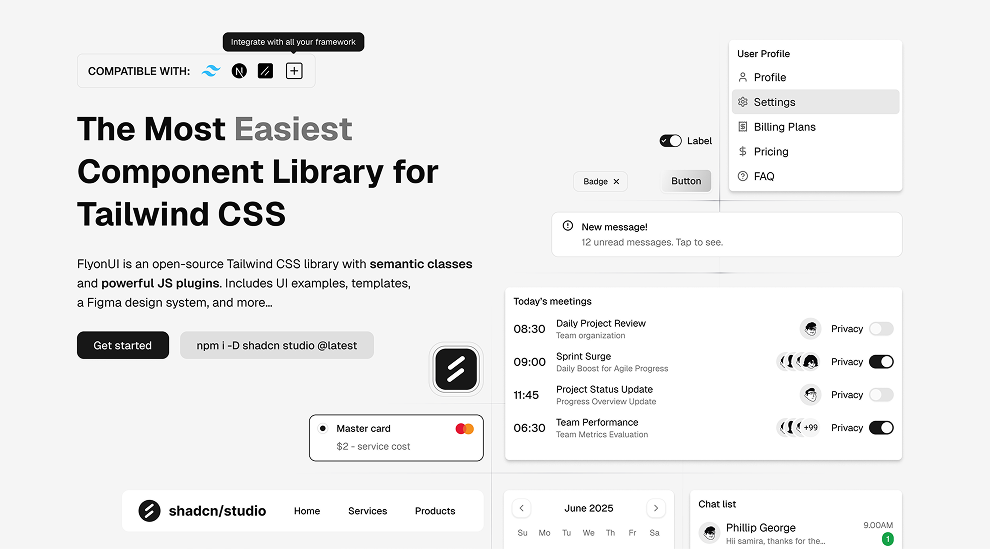 Integrate with all your framework
COMPATIBLE WITH:
The Most Easiest
Component Library for
Tailwind CSS
FlyonUI is an open-source Tailwind CSS library with semantic classes
and powerful JS plugins. Includes UI examples, templates,
a Figma design system, and more...
Get started
npm i -D shadcn studio @latest
Master card
$2 - service cost
shadcn/studio
Home
Services
Products
User Profile
Profile
Settings
Billing Plans
Pricing
FAQ
Label
Badge
Button
New message!
12 unread messages. Tap to see.
Today's meetings
08:30
Daily Project Review
Team organization
Privacy
09:00
Sprint Surge
Daily Boost for Agile Progress
Privacy
11:45
Project Status Update
Progress Overview Update
Privacy
06:30
Team Performance
Team Metrics Evaluation
+99
Privacy
June 2025
Su Mo Tu We Th Fr Sa
Chat list
Phillip George
9.00AM
Hii samira, thanks for the...
1